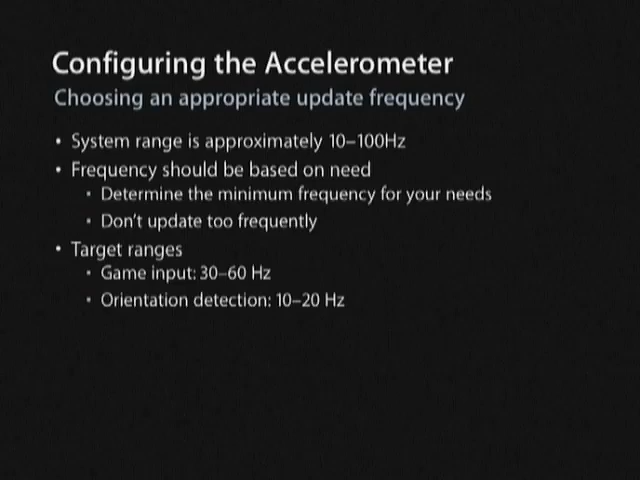 Configuring the Accelerometer
Choosing an appropriate update frequency
• System range is approximately 10–100Hz
• Frequency should be based on need
▪ Determine the minimum frequency for your needs
▪ Don't update too frequently
• Target ranges
▪ Game input: 30–60 Hz
▪ Orientation detection: 10–20 Hz